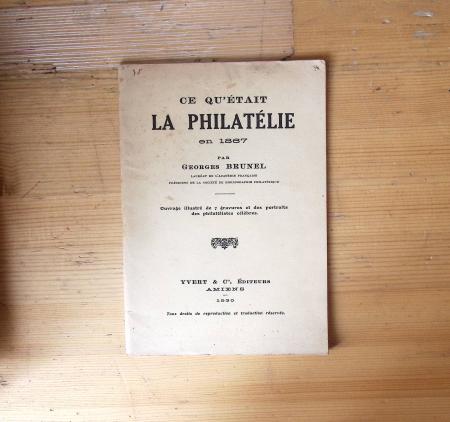 CE QU'ÉTAIT
LA PHILATÉLIE
en 1867
PAR
GEORGES BRUNEL
LAURÉAT DE L'ACADÉMIE FRANÇAISE
PRÉSIDENT DE LA SOCIÉTÉ DE BIBLIOGRAPHIE PHILATÉLIQUE
Ouvrage illustré de 7 gravures et des portraits
des philatélistes célèbres.
YVERT & Cie, ÉDITEURS
AMIENS
1930
Tous droits de reproduction et traduction réservés.